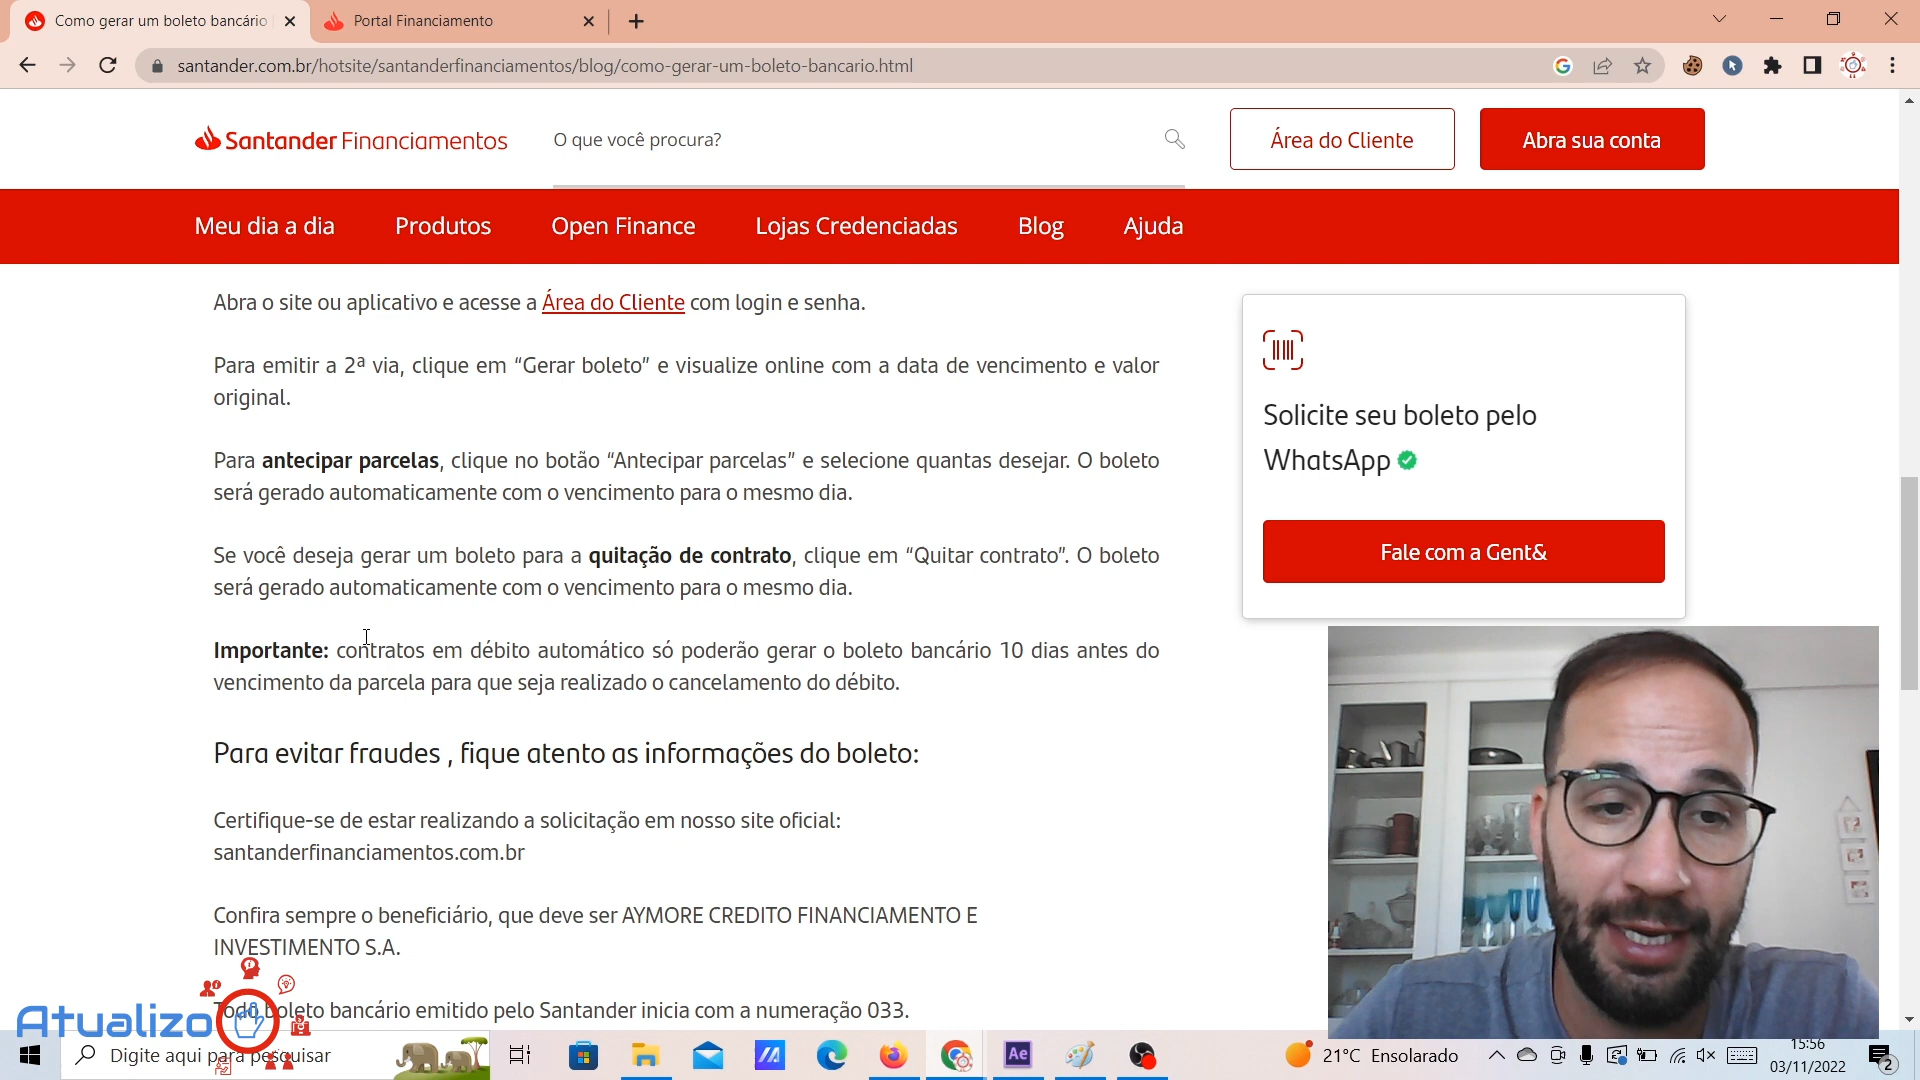 Como gerar um boleto bancário
Portal Financiamento
santander.com.br/hotsite/santanderfinanciamentos/blog/como-gerar-um-boleto-bancario.html
Santander Financiamentos
O que você procura?
Área do Cliente
Abra sua conta
Meu dia a dia
Produtos
Open Finance
Lojas Credenciadas
Blog
Ajuda
Abra o site ou aplicativo e acesse a Área do Cliente com login e senha.
Para emitir a 2ª via, clique em “Gerar boleto” e visualize online com a data de vencimento e valor
original.
Para antecipar parcelas, clique no botão “Antecipar parcelas” e selecione quantas desejar. O boleto
será gerado automaticamente com o vencimento para o mesmo dia.
Se você deseja gerar um boleto para a quitação de contrato, clique em “Quitar contrato”. O boleto
será gerado automaticamente com o vencimento para o mesmo dia.
Importante: contratos em débito automático só poderão gerar o boleto bancário 10 dias antes do
vencimento da parcela para que seja realizado o cancelamento do débito.
Para evitar fraudes , fique atento as informações do boleto:
Certifique-se de estar realizando a solicitação em nosso site oficial:
santanderfinanciamentos.com.br
Confira sempre o beneficiário, que deve ser AYMORE CREDITO FINANCIAMENTO E
INVESTIMENTO S.A.
Todo boleto bancário emitido pelo Santander inicia com a numeração 033.
Solicite seu boleto pelo
WhatsApp
Fale com a Gent&
Atualizo
Digite aqui para pesquisar
Ae
21°C Ensolarado
15:56
03/11/2022
2